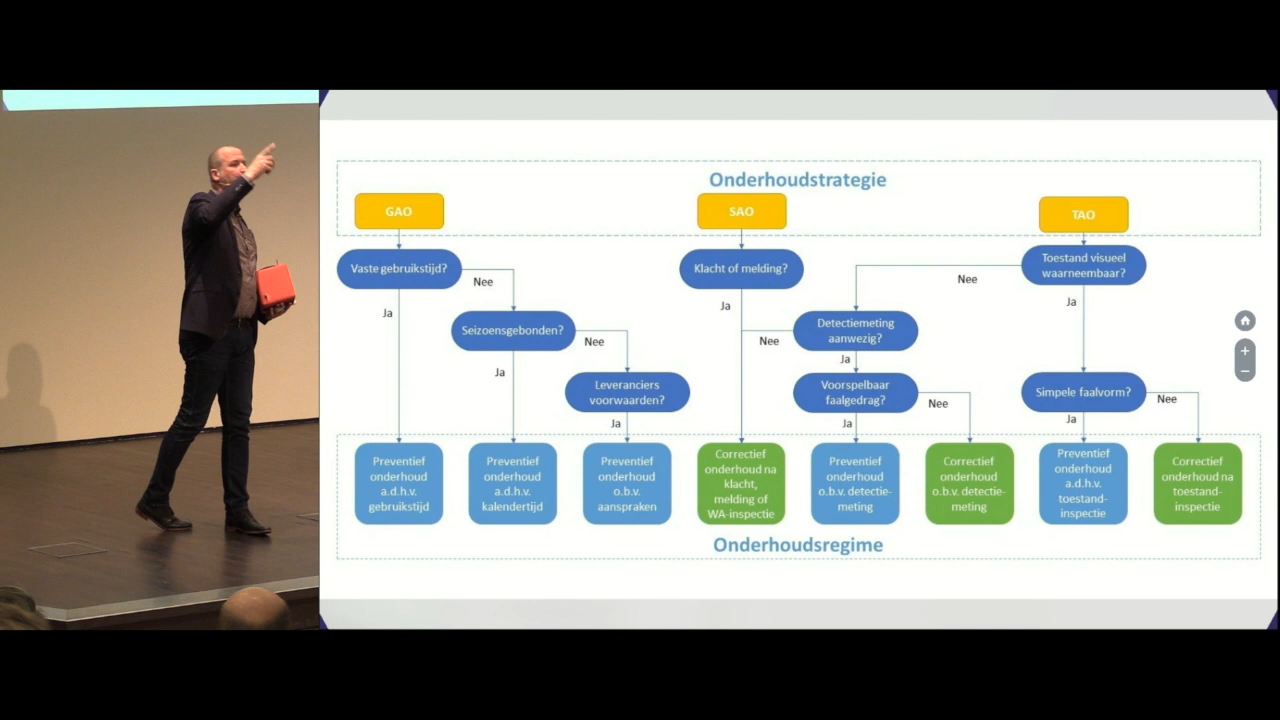 Onderhoudstrategie
GAO
SAO
TAO
Vaste gebruikstijd?
Nee
Ja
Seizoensgebonden?
Nee
Ja
Leveranciers
voorwaarden?
Ja
Klacht of melding?
Ja
Toestand visueel
waarneembaar?
Nee
Ja
Detectiemeting
aanwezig?
Nee
Ja
Voorspelbaar
faalgedrag?
Nee
Ja
Simpele faalvorm?
Nee
Ja
Preventief
onderhoud
a.d.h.v.
gebruikstijd
Preventief
onderhoud
a.d.h.v.
kalendertijd
Preventief
onderhoud
o.b.v.
aanspraken
Correctief
onderhoud na
klacht,
melding of
WA-inspectie
Preventief
onderhoud
o.b.v. detectie-
meting
Correctief
onderhoud
o.b.v. detectie-
meting
Preventief
onderhoud
a.d.h.v.
toestand-
inspectie
Correctief
onderhoud na
toestand-
inspectie
Onderhoudsregime